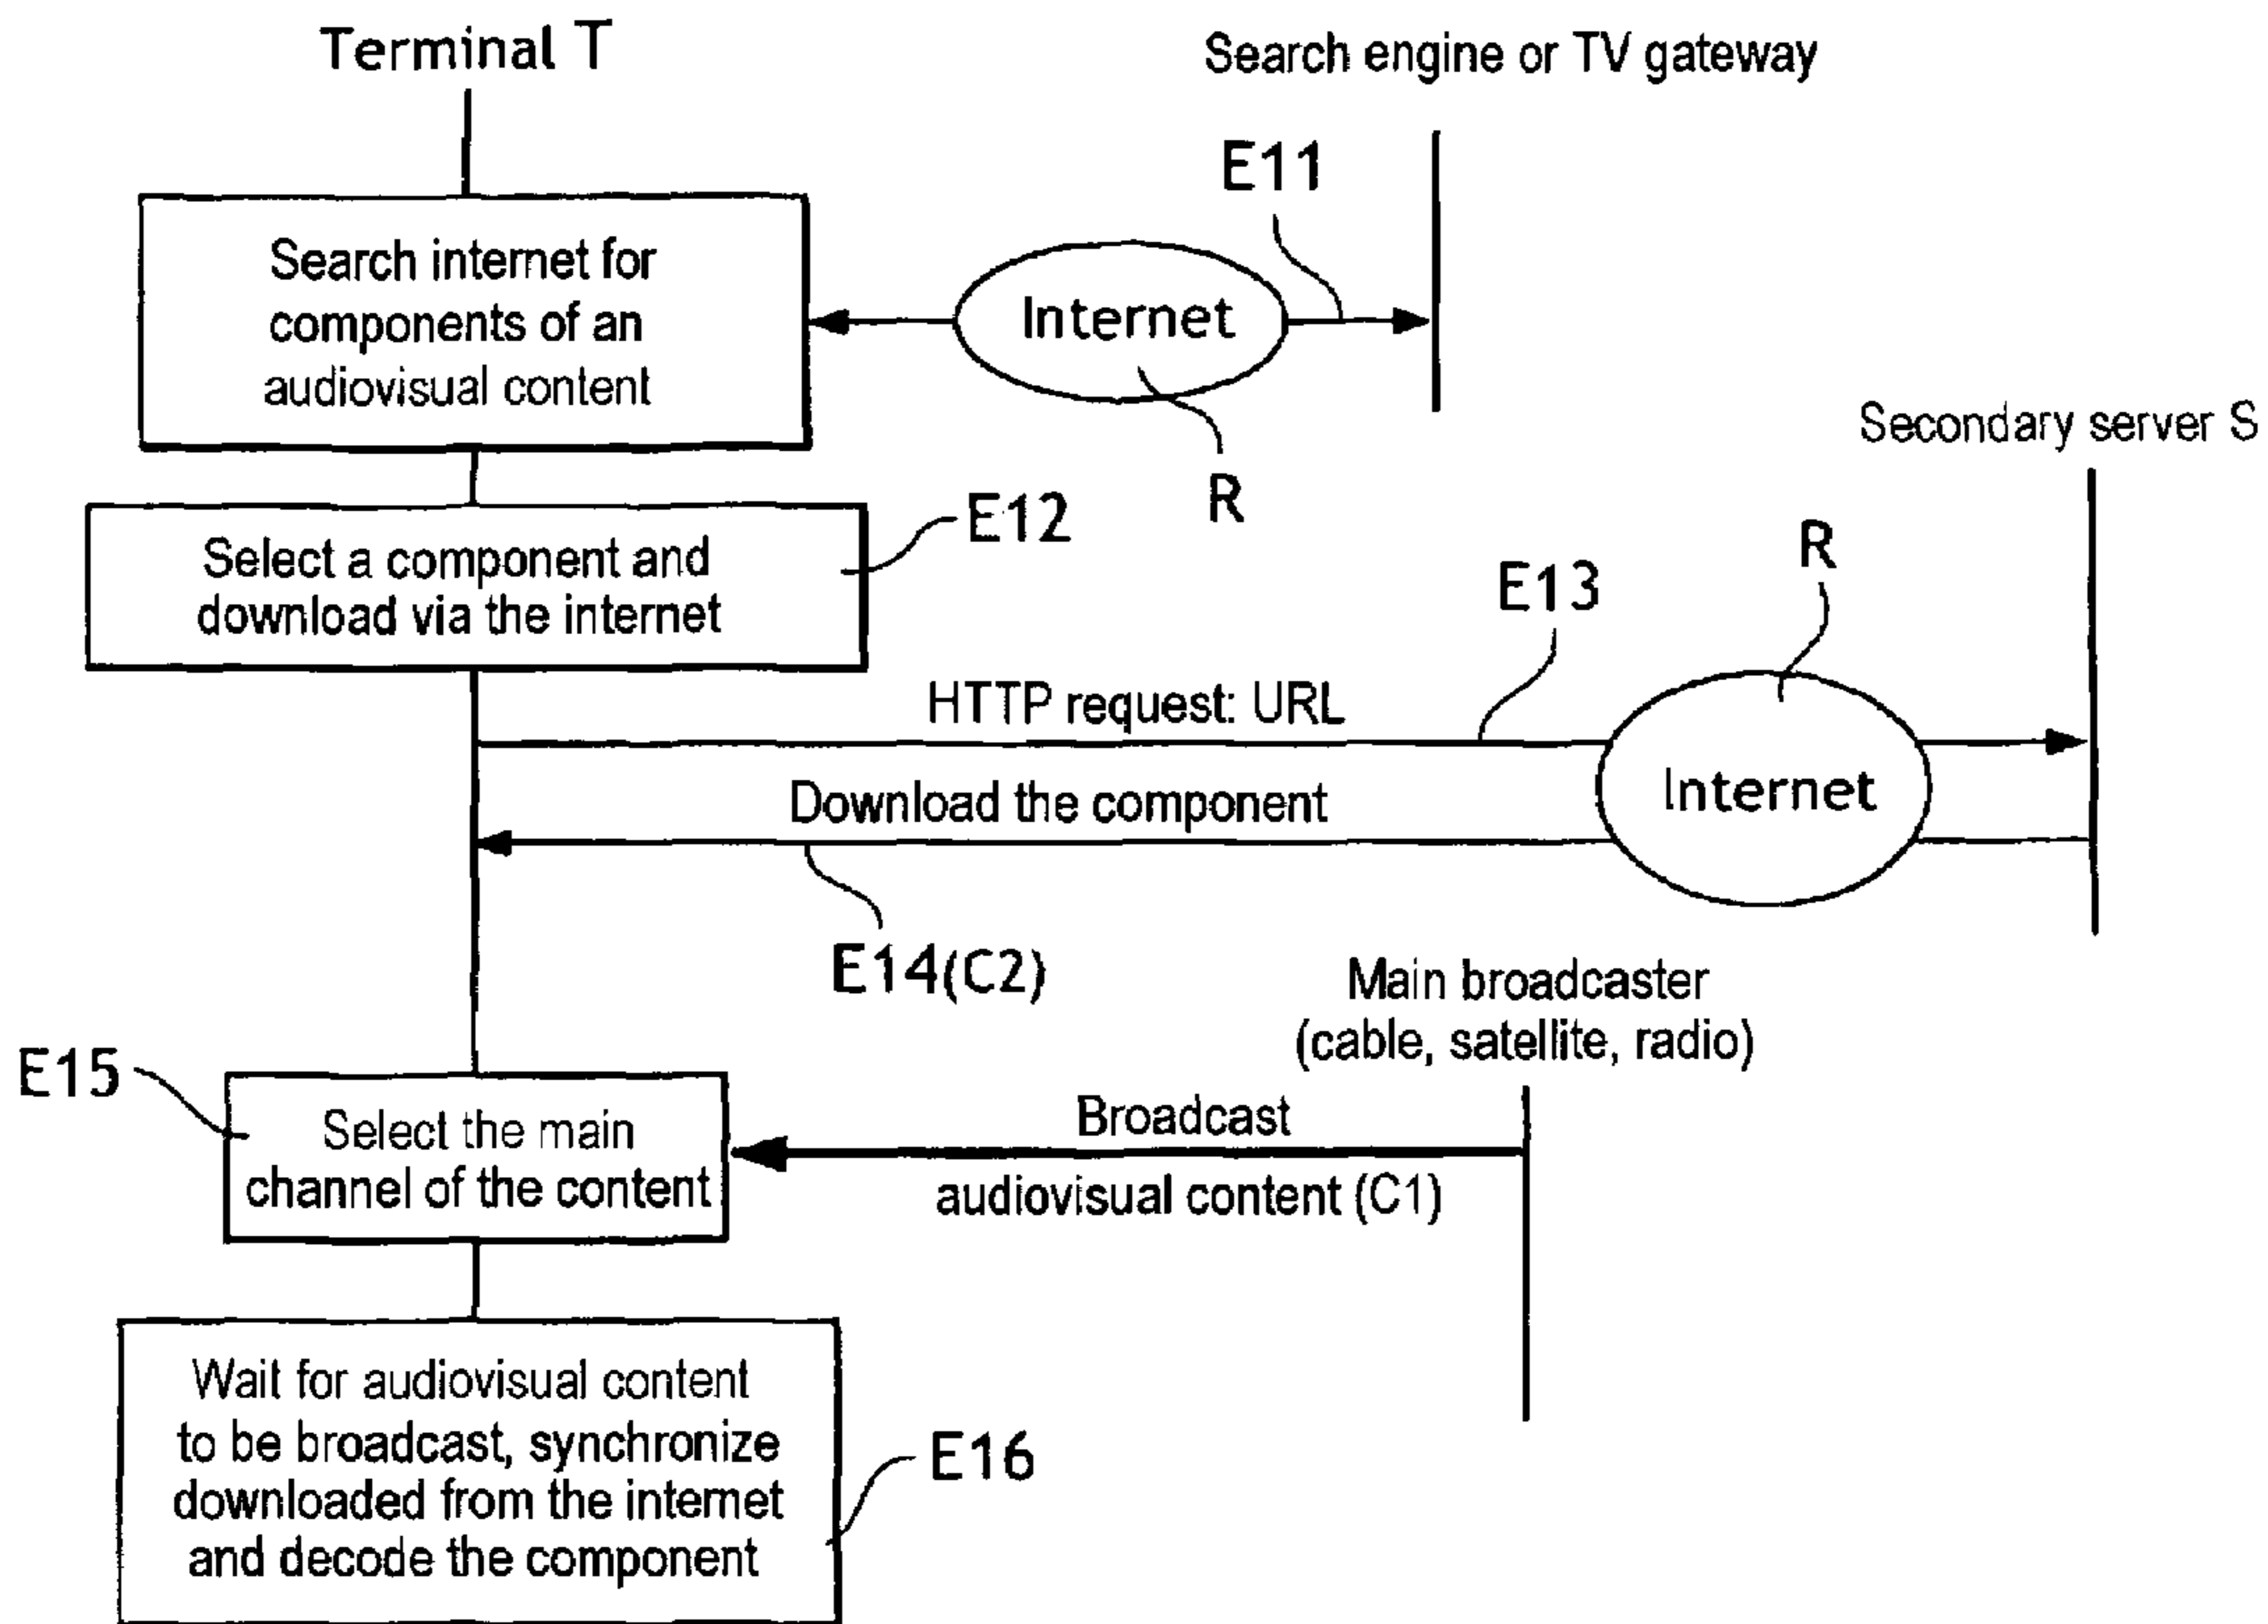 Terminal T
Search engine or TV gateway
E11
Search internet for
components of an
audiovisual content
Internet
R
Secondary server S
E12
Select a component and
download via the internet
R
E13
HTTP request: URL
Internet
Download the component
E14(C2)
Main broadcaster
(cable, satellite, radio)
E15
Select the main
channel of the content
Broadcast
audiovisual content (C1)
Wait for audiovisual content
to be broadcast, synchronize
downloaded from the internet
and decode the component
E16